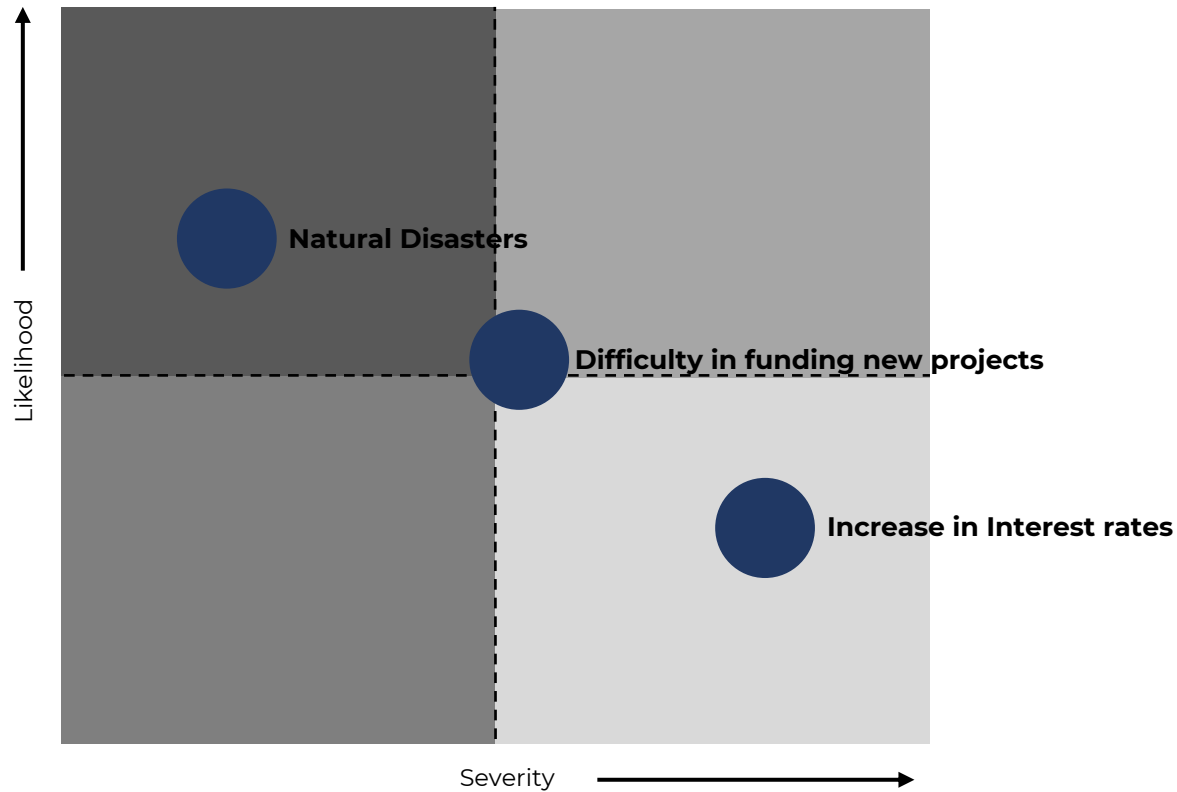 Natural Disasters
Difficulty in funding new projects
Likelihood
Increase in Interest rates
Severity